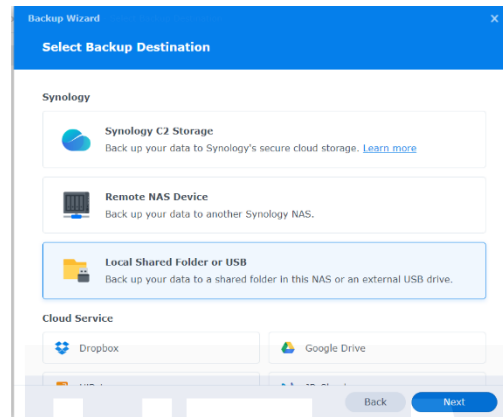 Backup Wizard
Select Backup Destination
Synology
Synology C2 Storage
Back up your data to Synology's secure cloud storage. Learn more
Remote NAS Device
Back up your data to another Synology NAS.
Local Shared Folder or USB
Back up your data to a shared folder in this NAS or an external USB drive.
Cloud Service
Dropbox
Google Drive
Back
Next